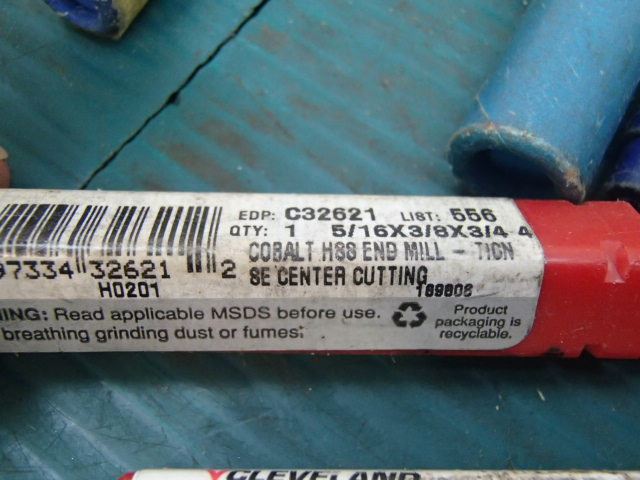 EDP: C32621 LIST: 556
QTY: 1 5/16X3/8X3/4 4
COBALT HSS END MILL - TICN
SE CENTER CUTTING
T89806
97334 32621 2
H0201
NING: Read applicable MSDS before use.
breathing grinding dust or fumes.
Product
packaging is
recyclable.
CLEVELAND